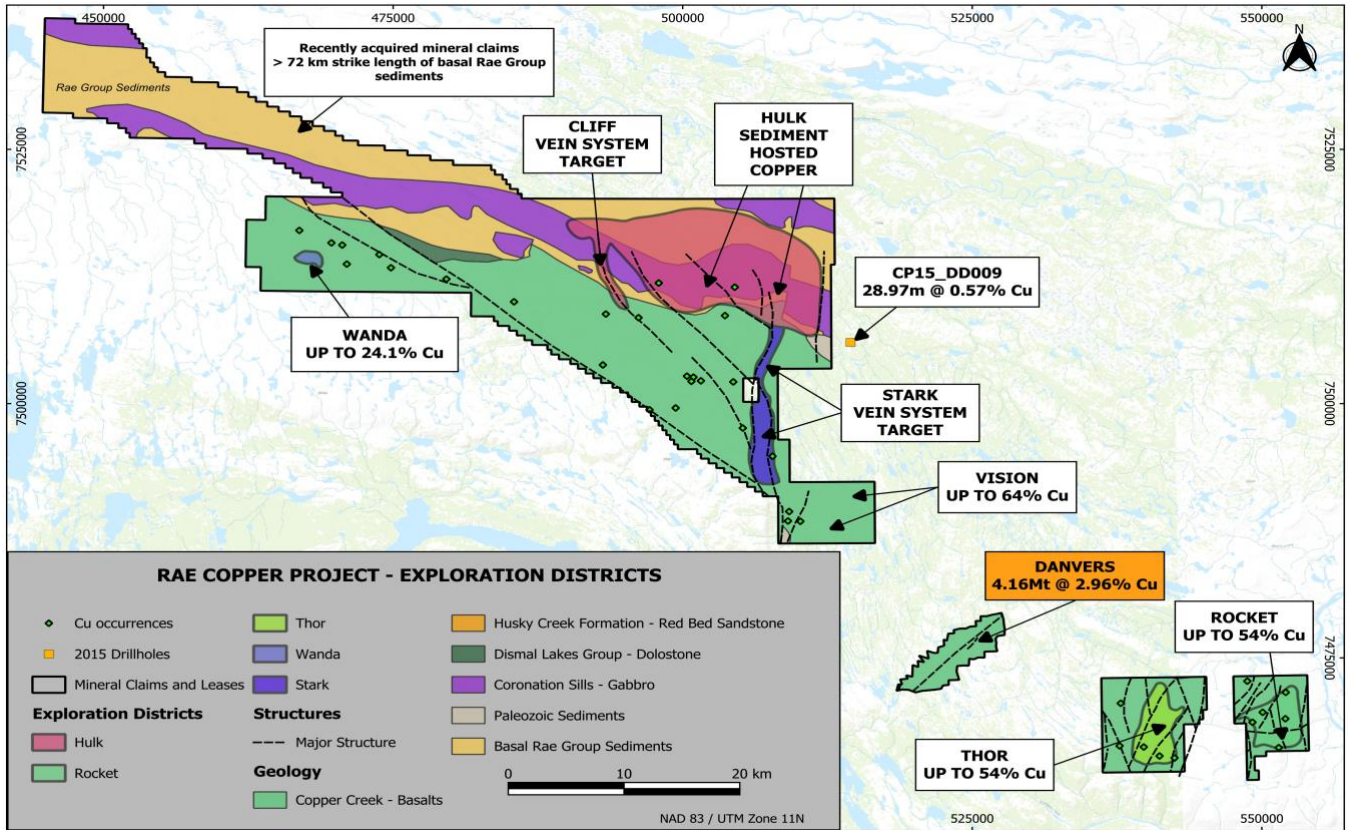 450000
475000
500000
525000
550000
N
Recently acquired mineral claims
> 72 km strike length of basal Rae Group
sediments
Rae Group Sediments
CLIFF
VEIN SYSTEM
TARGET
HULK
SEDIMENT
HOSTED
COPPER
7525000
7525000
CP15_DD009
28.97m @ 0.57% Cu
WANDA
UP TO 24.1% Cu
STARK
VEIN SYSTEM
TARGET
7500000
7500000
VISION
UP TO 64% Cu
DANVERS
4.16Mt @ 2.96% Cu
ROCKET
UP TO 54% Cu
7475000
THOR
UP TO 54% Cu
525000
550000
RAE COPPER PROJECT - EXPLORATION DISTRICTS
Cu occurrences
2015 Drillholes
Mineral Claims and Leases
Exploration Districts
Hulk
Rocket
Thor
Wanda
Stark
Structures
Major Structure
Geology
Copper Creek - Basalts
Husky Creek Formation - Red Bed Sandstone
Dismal Lakes Group - Dolostone
Coronation Sills - Gabbro
Paleozoic Sediments
Basal Rae Group Sediments
0 10 20 km
NAD 83 / UTM Zone 11N